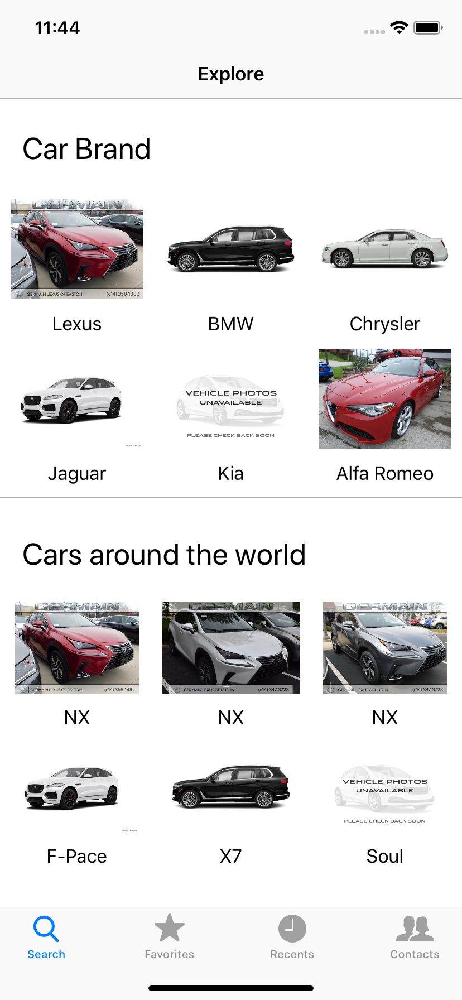 11:44
Explore
Car Brand
GERMAIN
GERMAIN LEXUS OF EASTON (614) 358-1882
Lexus
BMW
Chrysler
VEHICLE PHOTOS
UNAVAILABLE
PLEASE CHECK BACK SOON
Jaguar
Kia
Alfa Romeo
Cars around the world
GERMAIN
GERMAIN LEXUS OF EASTON (614) 358-1882
GERMAIN
GERMAIN LEXUS OF DUBLIN (614) 347-3723
GERMAIN
GERMAIN LEXUS OF DUBLIN (614) 347-3723
NX
NX
NX
VEHICLE PHOTOS
UNAVAILABLE
PLEASE CHECK BACK SOON
F-Pace
X7
Soul
Search
Favorites
Recents
Contacts